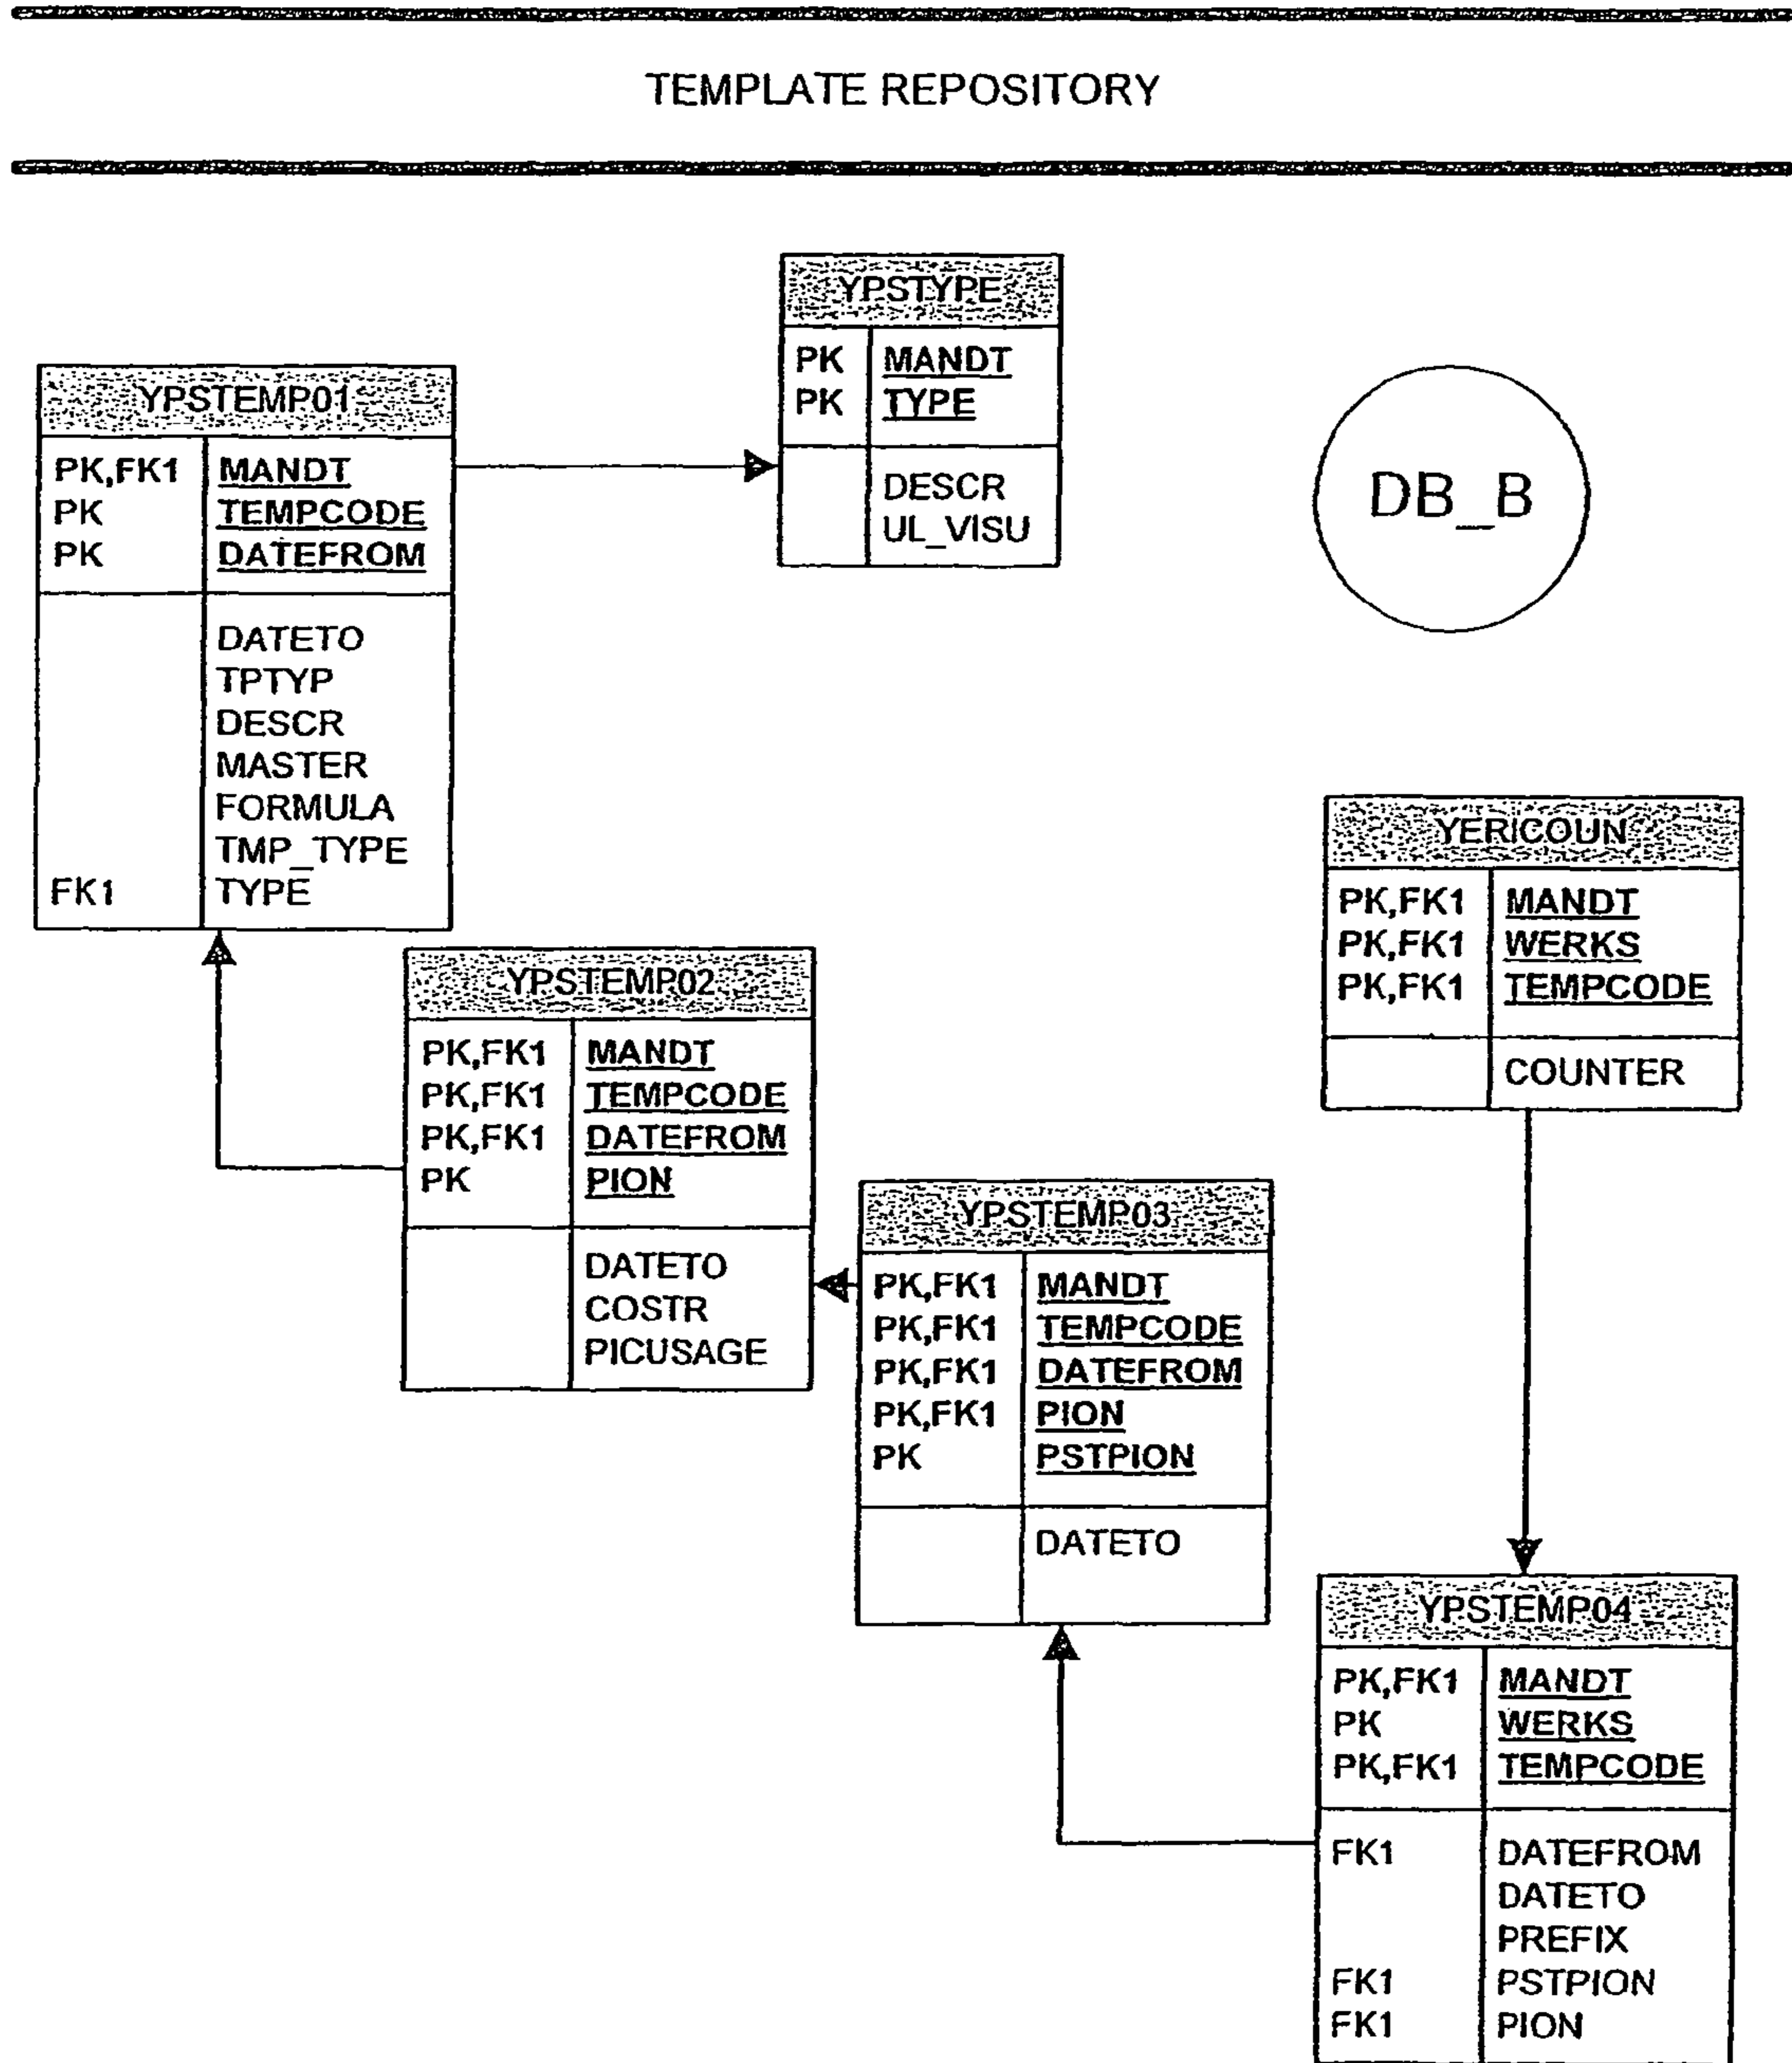 TEMPLATE REPOSITORY
YPSTYPE
PK MANDT
PK TYPE
DESCR
UL_VISU
YPSTEMP01
PK,FK1 MANDT
PK TEMPCODE
PK DATEFROM
DATETO
TPTYP
DESCR
MASTER
FORMULA
TMP_TYPE
FK1 TYPE
DB_B
YERICOUN
PK,FK1 MANDT
PK,FK1 WERKS
PK,FK1 TEMPCODE
COUNTER
YPSTEMP02
PK,FK1 MANDT
PK,FK1 TEMPCODE
PK,FK1 DATEFROM
PK PION
DATETO
COSTR
PICUSAGE
YPSTEMP03
PK,FK1 MANDT
PK,FK1 TEMPCODE
PK,FK1 DATEFROM
PK,FK1 PION
PK PSTPION
DATETO
YPSTEMP04
PK,FK1 MANDT
PK WERKS
PK,FK1 TEMPCODE
FK1 DATEFROM
DATETO
PREFIX
FK1 PSTPION
FK1 PION